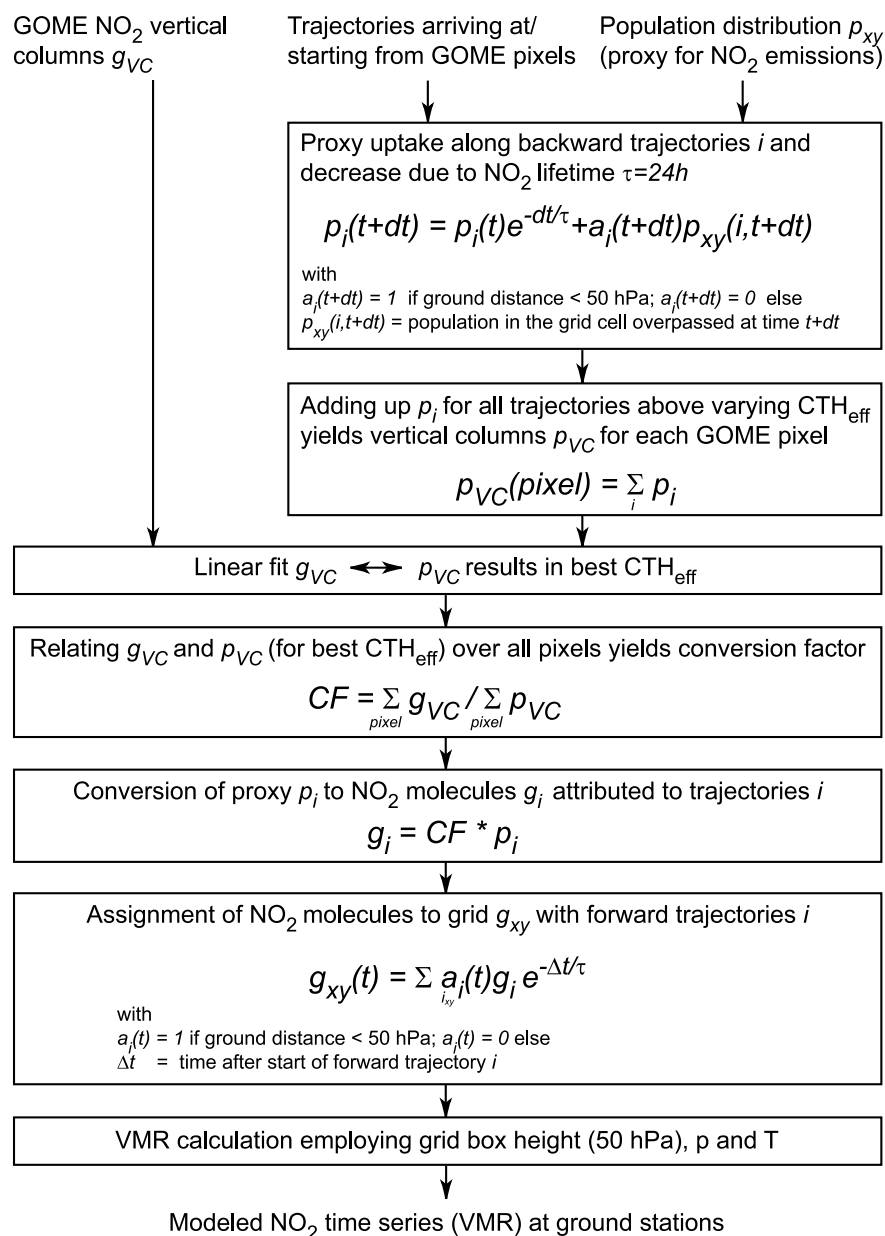 GOME NO2 vertical
columns gVC
Trajectories arriving at/
starting from GOME pixels
Population distribution pxy
(proxy for NO2 emissions)
Proxy uptake along backward trajectories i and
decrease due to NO2 lifetime τ=24h
pi(t+dt) = pi(t)e^-dt/τ+ai(t+dt)pxy(i,t+dt)
with
ai(t+dt) = 1 if ground distance < 50 hPa; ai(t+dt) = 0 else
pxy(i,t+dt) = population in the grid cell overpassed at time t+dt
Adding up pi for all trajectories above varying CTHeff
yields vertical columns pVC for each GOME pixel
pVC(pixel) = Σ pi
i
Linear fit gVC ↔ pVC results in best CTHeff
Relating gVC and pVC (for best CTHeff) over all pixels yields conversion factor
CF = Σ gVC / Σ pVC
pixel pixel
Conversion of proxy pi to NO2 molecules gi attributed to trajectories i
gi = CF * pi
Assignment of NO2 molecules to grid gxy with forward trajectories i
gxy(t) = Σ ai(t)gi e^-Δt/τ
ixy
with
ai(t) = 1 if ground distance < 50 hPa; ai(t) = 0 else
Δt = time after start of forward trajectory i
VMR calculation employing grid box height (50 hPa), p and T
Modeled NO2 time series (VMR) at ground stations